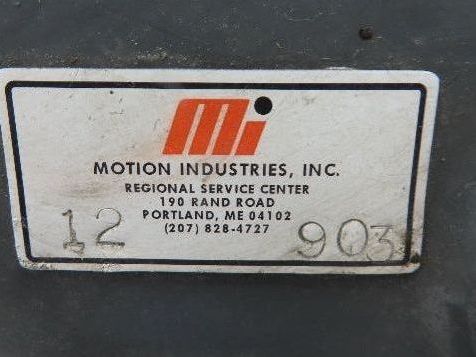 mi
MOTION INDUSTRIES, INC.
REGIONAL SERVICE CENTER
190 RAND ROAD
PORTLAND, ME 04102
(207) 828-4727
12 903